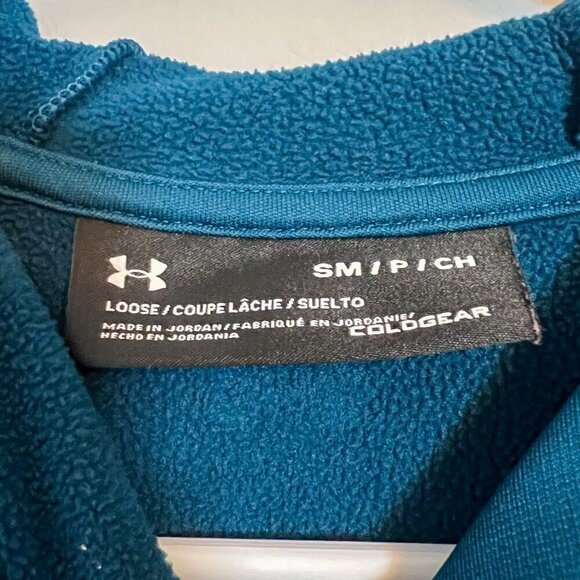 SM / P / CH
LOOSE / COUPE LÂCHE / SUELTO
MADE IN JORDAN / FABRIQUÉ EN JORDANIE /
HECHO EN JORDANIA
COLDGEAR